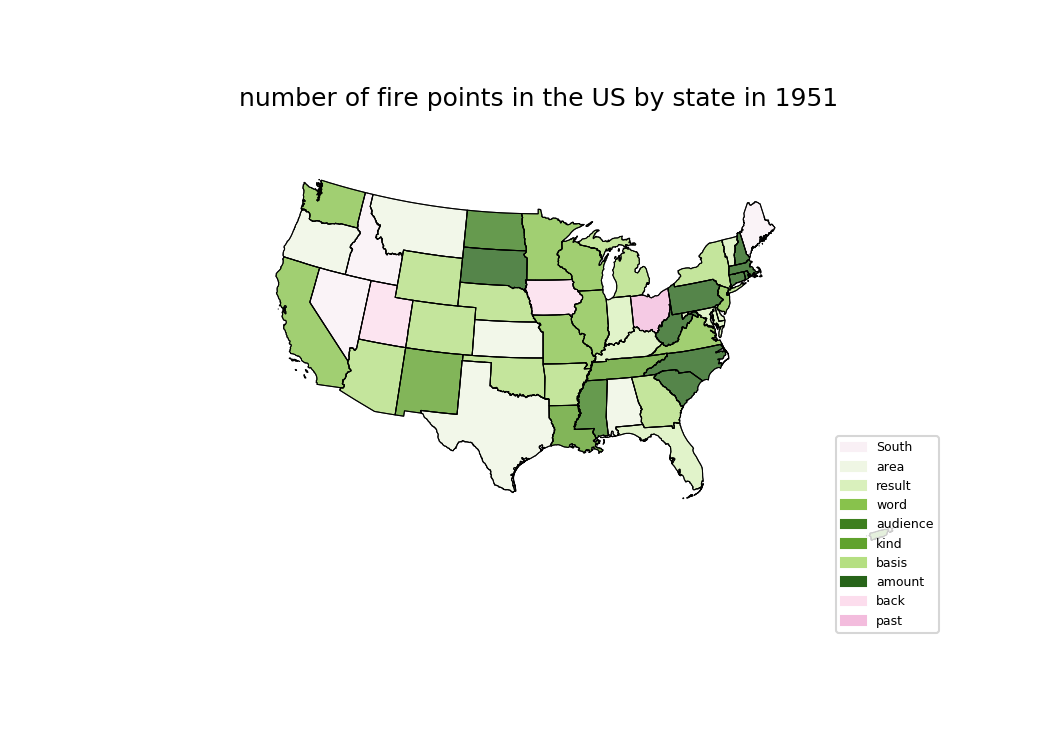 number of fire points in the US by state in 1951
South
area
result
word
audience
kind
basis
amount
back
past